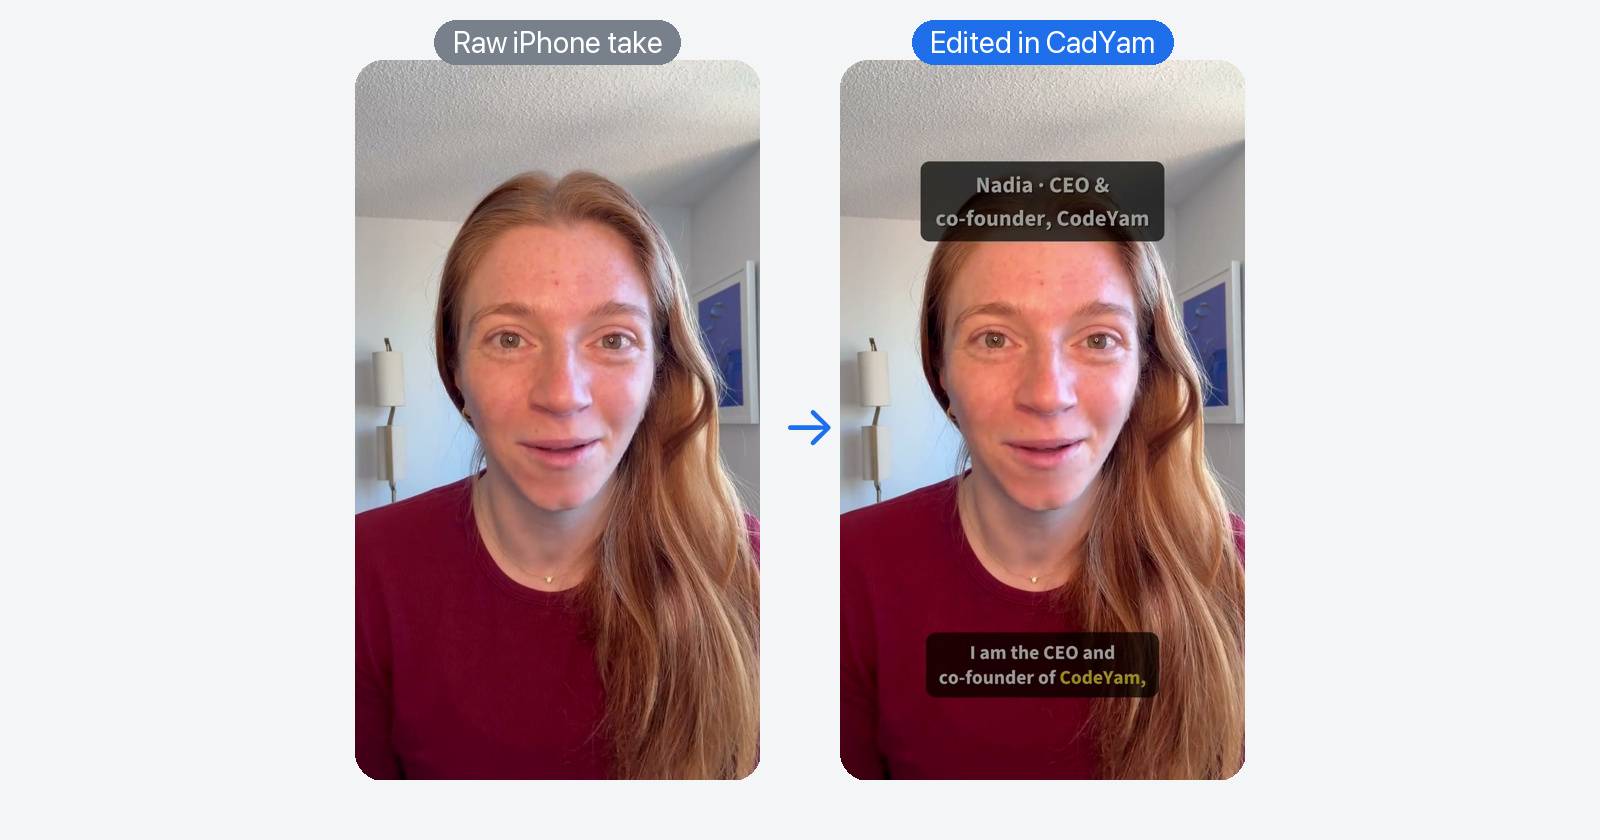 Raw iPhone take
Edited in CadYam
Nadia · CEO &
co-founder, CodeYam
I am the CEO and
co-founder of CodeYam,